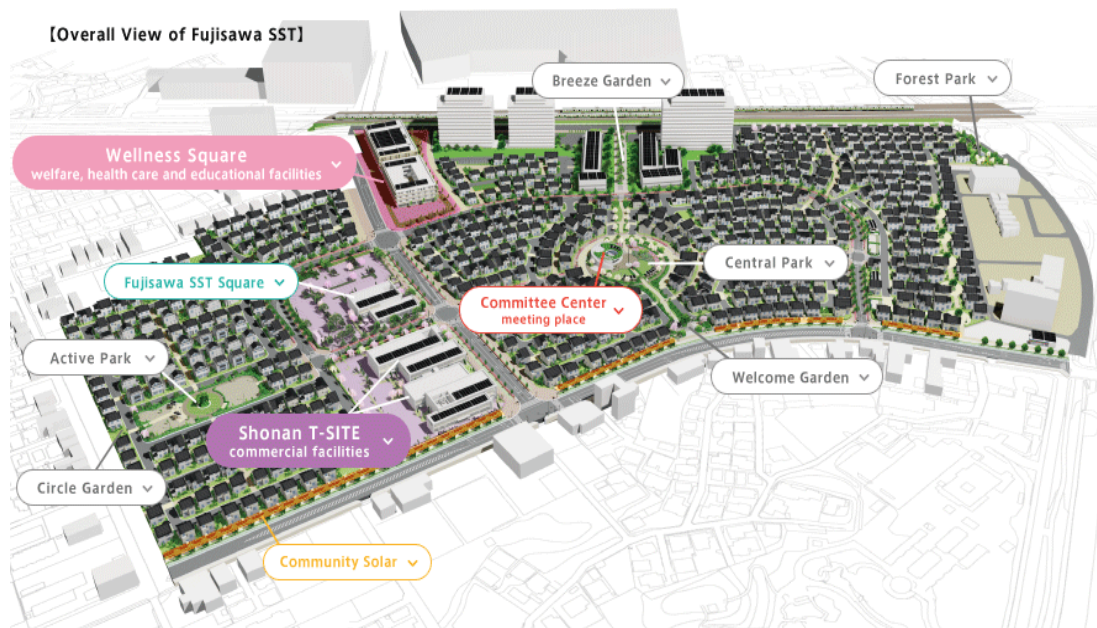 【Overall View of Fujisawa SST】
Breeze Garden
Forest Park
Wellness Square
welfare, health care and educational facilities
Central Park
Fujisawa SST Square
Committee Center
meeting place
Active Park
Welcome Garden
Shonan T-SITE
commercial facilities
Circle Garden
Community Solar